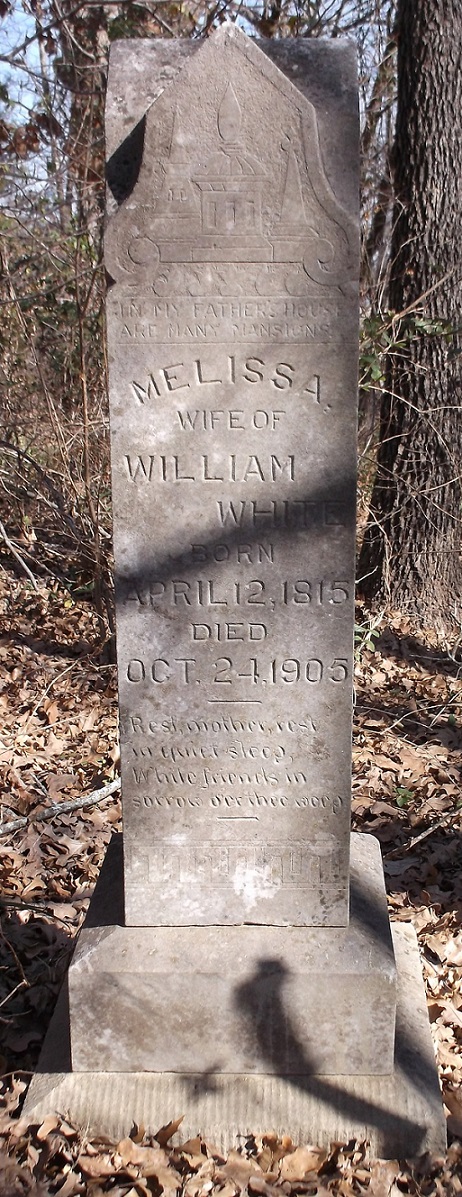 IN MY FATHERS HOUSE
ARE MANY MANSIONS.
MELISSA,
WIFE OF
WILLIAM
WHITE
BORN
APRIL 12, 1815
DIED
OCT. 24, 1905
Rest, mother, rest
in quiet sleep,
While friends in
sorrow o'er thee weep